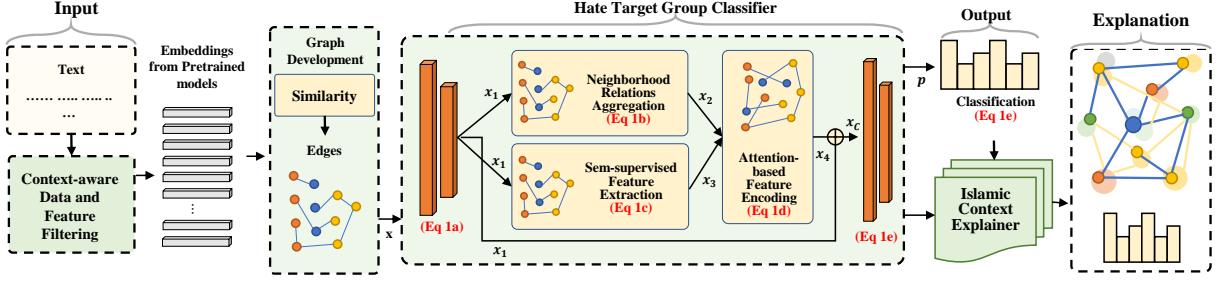 Input
Text
...... ..... ..... ..
...
Context-aware
Data and
Feature
Filtering
Embeddings
from Pretrained
models
⋮
Graph
Development
Similarity
Edges
x
Hate Target Group Classifier
(Eq 1a)
x1
x1
x1
Neighborhood
Relations
Aggregation
(Eq 1b)
Sem-supervised
Feature
Extraction
(Eq 1c)
x2
x3
Attention-
based
Feature
Encoding
(Eq 1d)
x4
⊕
xC
(Eq 1e)
p
Output
Classification
(Eq 1e)
Islamic
Context
Explainer
Explanation